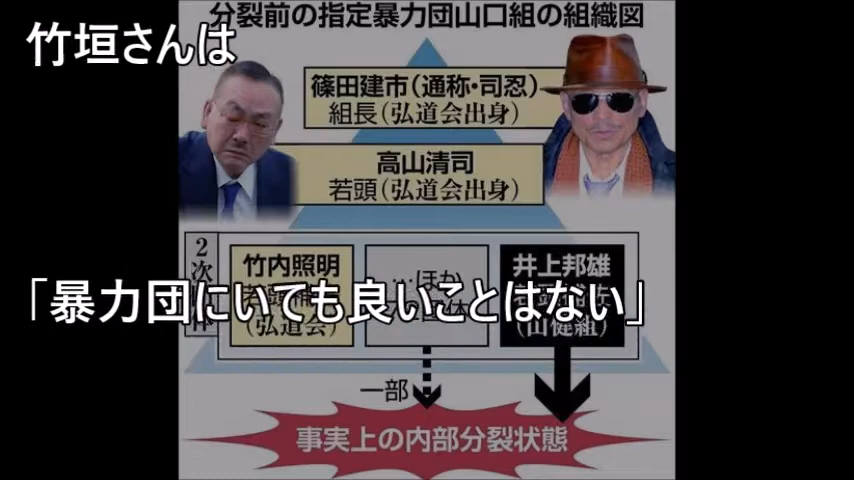 分裂前の指定暴力団山口組の組織図
竹垣さんは
篠田建市(通称・司忍)
組長(弘道会出身)
高山清司
若頭(弘道会出身)
2次
竹内照明
(弘道会)
…ほか
井上邦雄
(山健組)
「暴力団にいても良いことはない」
一部
事実上の内部分裂状態